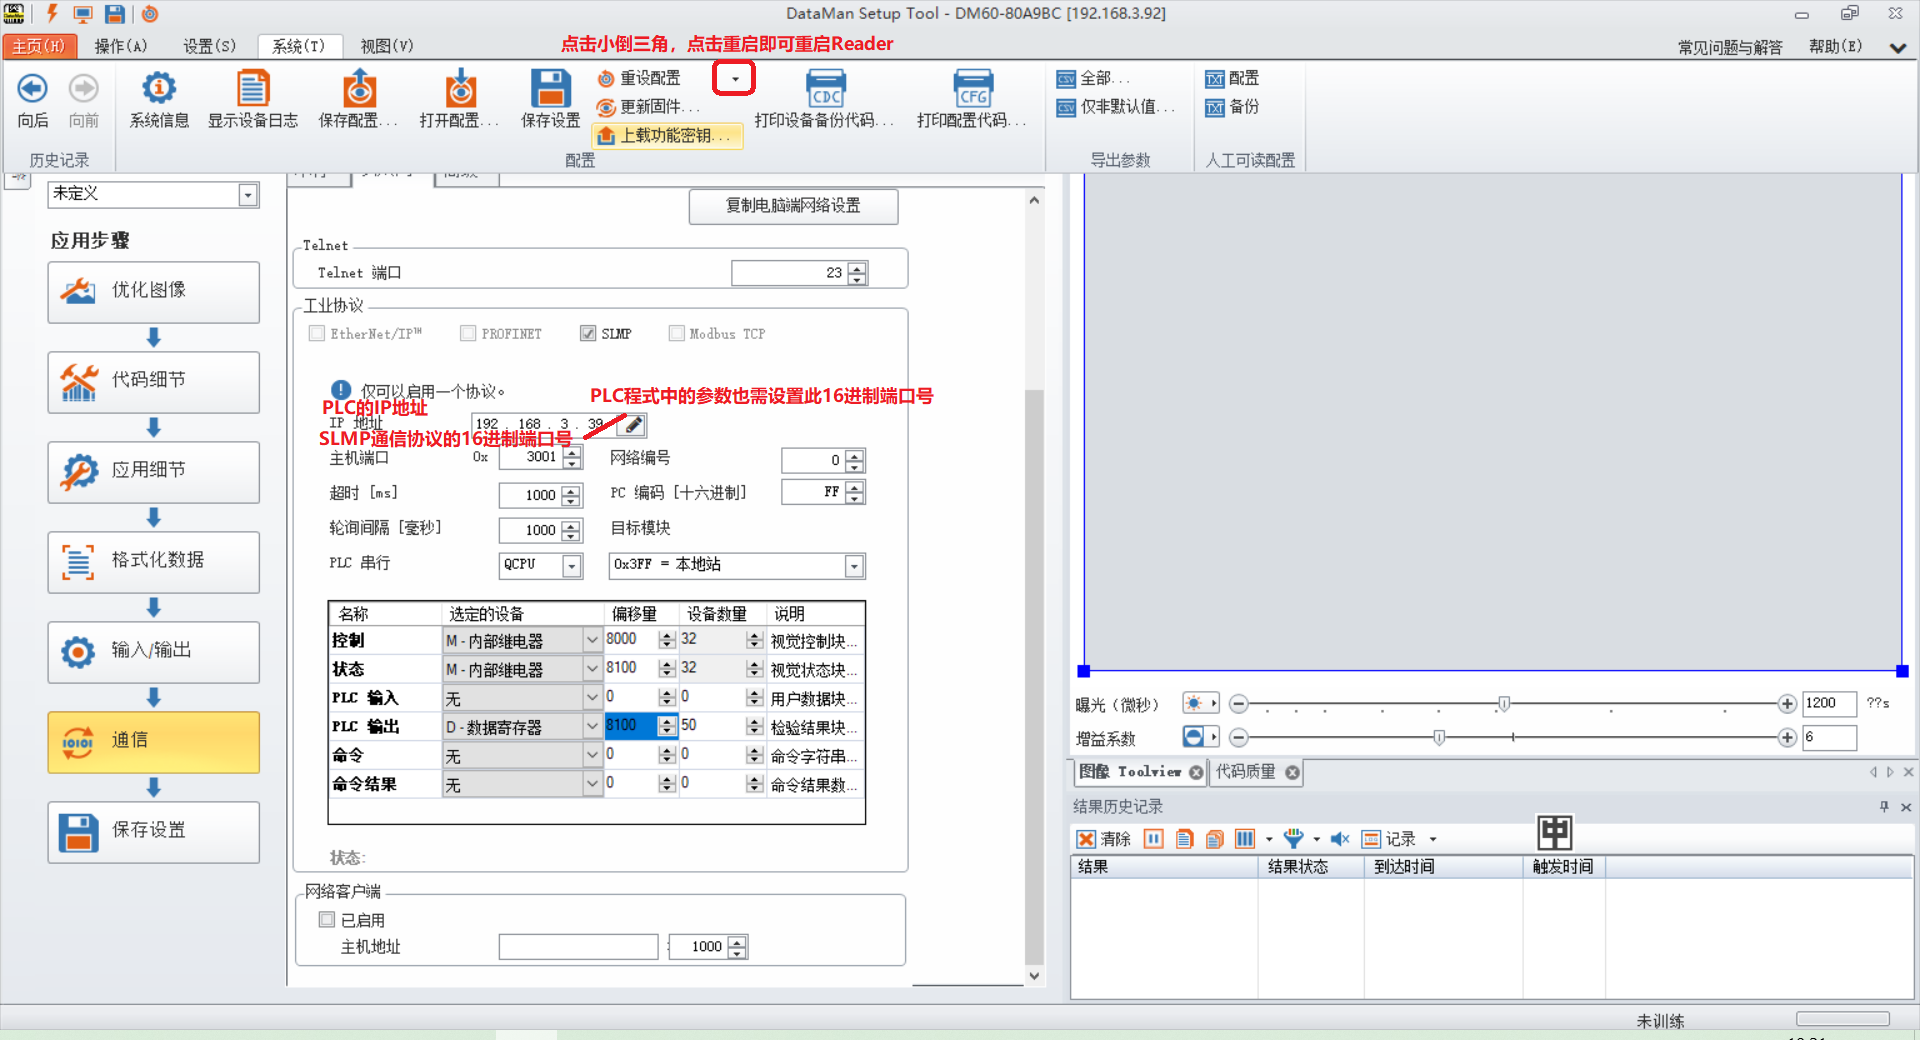 DataMan Setup Tool - DM60-80A9BC [192.168.3.92]
主页(H) 操作(A) 设置(S) 系统(T) 视图(V) 点击小倒三角，点击重启即可重启Reader 常见问题与解答 帮助(E)
向后 向前 系统信息 显示设备日志 保存配置... 打开配置... 保存设置
重设配置
更新固件...
上载功能密钥...
CDC
打印设备备份代码...
CFG
打印配置代码...
CSV 全部...
CSV 仅非默认值...
TXT 配置
TXT 备份
历史记录 配置 导出参数 人工可读配置
未定义
应用步骤
优化图像
代码细节
应用细节
格式化数据
输入/输出
通信
保存设置
复制电脑端网络设置
Telnet
Telnet 端口 23
工业协议
EtherNet/IP™ PROFINET SLMP Modbus TCP
仅可以启用一个协议。
PLC程式中的参数也需设置此16进制端口号
PLC的IP地址
IP 地址 192 . 168 . 3 . 39
SLMP通信协议的16进制端口号
主机端口 0x 3001 网络编号 0
超时 [ms] 1000 PC 编码 [十六进制] FF
轮询间隔 [毫秒] 1000 目标模块
PLC 串行 QCPU 0x3FF = 本地站
名称 选定的设备 偏移量 设备数量 说明
控制 M - 内部继电器 8000 32 视觉控制块...
状态 M - 内部继电器 8100 32 视觉状态块...
PLC 输入 无 0 0 用户数据块...
PLC 输出 D - 数据寄存器 8100 50 检验结果块...
命令 无 0 0 命令字符串...
命令结果 无 0 0 命令结果数...
状态:
网络客户端
已启用
主机地址 : 1000
曝光 (微秒) 1200 ??s
增益系数 6
图像 Toolview 代码质量
结果历史记录
清除 记录
中
结果 结果状态 到达时间 触发时间
未训练